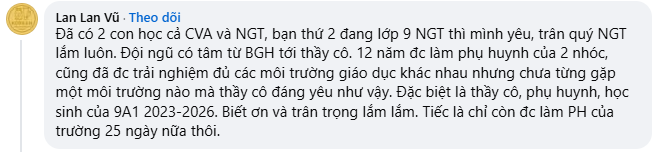 Lan Lan Vũ · Theo dõi
Đã có 2 con học cả CVA và NGT, bạn thứ 2 đang lớp 9 NGT thì mình yêu, trân quý NGT
lắm luôn. Đội ngũ có tâm từ BGH tới thầy cô. 12 năm đc làm phụ huynh của 2 nhóc,
cũng đã đc trải nghiệm đủ các môi trường giáo dục khác nhau nhưng chưa từng gặp
một môi trường nào mà thầy cô đáng yêu như vậy. Đặc biệt là thầy cô, phụ huynh, học
sinh của 9A1 2023-2026. Biết ơn và trân trọng lắm lắm. Tiếc là chỉ còn đc làm PH của
trường 25 ngày nữa thôi.